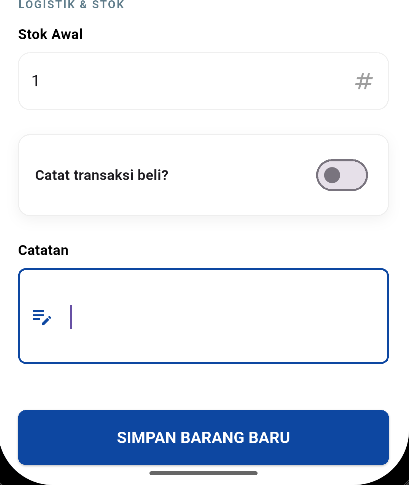 LOGISTIK & STOK
Stok Awal
1
#
Catat transaksi beli?
Catatan
SIMPAN BARANG BARU